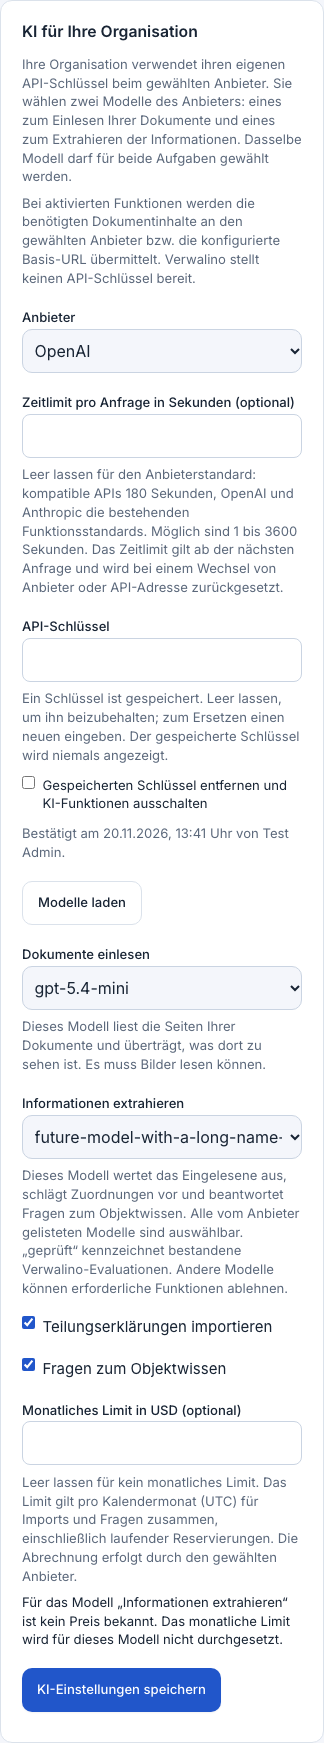 KI für Ihre Organisation
Ihre Organisation verwendet ihren eigenen
API-Schlüssel beim gewählten Anbieter. Sie
wählen zwei Modelle des Anbieters: eines
zum Einlesen Ihrer Dokumente und eines
zum Extrahieren der Informationen. Dasselbe
Modell darf für beide Aufgaben gewählt
werden.
Bei aktivierten Funktionen werden die
benötigten Dokumentinhalte an den
gewählten Anbieter bzw. die konfigurierte
Basis-URL übermittelt. Verwalino stellt
keinen API-Schlüssel bereit.
Anbieter
OpenAI
Zeitlimit pro Anfrage in Sekunden (optional)
Leer lassen für den Anbieterstandard:
kompatible APIs 180 Sekunden, OpenAI und
Anthropic die bestehenden
Funktionsstandards. Möglich sind 1 bis 3600
Sekunden. Das Zeitlimit gilt ab der nächsten
Anfrage und wird bei einem Wechsel von
Anbieter oder API-Adresse zurückgesetzt.
API-Schlüssel
Ein Schlüssel ist gespeichert. Leer lassen,
um ihn beizubehalten; zum Ersetzen einen
neuen eingeben. Der gespeicherte Schlüssel
wird niemals angezeigt.
Gespeicherten Schlüssel entfernen und
KI-Funktionen ausschalten
Bestätigt am 20.11.2026, 13:41 Uhr von Test
Admin.
Modelle laden
Dokumente einlesen
gpt-5.4-mini
Dieses Modell liest die Seiten Ihrer
Dokumente und überträgt, was dort zu
sehen ist. Es muss Bilder lesen können.
Informationen extrahieren
future-model-with-a-long-name-
Dieses Modell wertet das Eingelesene aus,
schlägt Zuordnungen vor und beantwortet
Fragen zum Objektwissen. Alle vom Anbieter
gelisteten Modelle sind auswählbar.
„geprüft“ kennzeichnet bestandene
Verwalino-Evaluationen. Andere Modelle
können erforderliche Funktionen ablehnen.
Teilungserklärungen importieren
Fragen zum Objektwissen
Monatliches Limit in USD (optional)
Leer lassen für kein monatliches Limit. Das
Limit gilt pro Kalendermonat (UTC) für
Imports und Fragen zusammen,
einschließlich laufender Reservierungen. Die
Abrechnung erfolgt durch den gewählten
Anbieter.
Für das Modell „Informationen extrahieren“
ist kein Preis bekannt. Das monatliche Limit
wird für dieses Modell nicht durchgesetzt.
KI-Einstellungen speichern